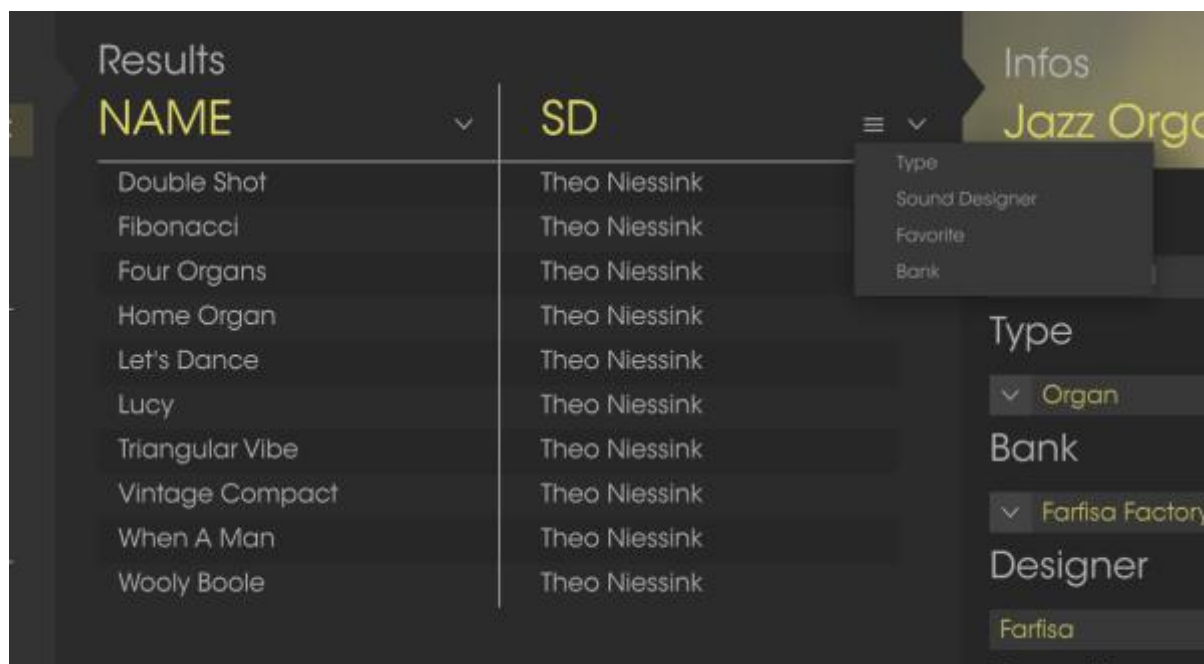 Results
NAME
SD
Double Shot
Theo Niessink
Fibonacci
Theo Niessink
Four Organs
Theo Niessink
Home Organ
Theo Niessink
Let's Dance
Theo Niessink
Lucy
Theo Niessink
Triangular Vibe
Theo Niessink
Vintage Compact
Theo Niessink
When A Man
Theo Niessink
Wooly Boole
Theo Niessink
Type
Sound Designer
Favorite
Bank
Infos
Jazz
Type
Organ
Bank
Farfisa Factory
Designer
Farfisa